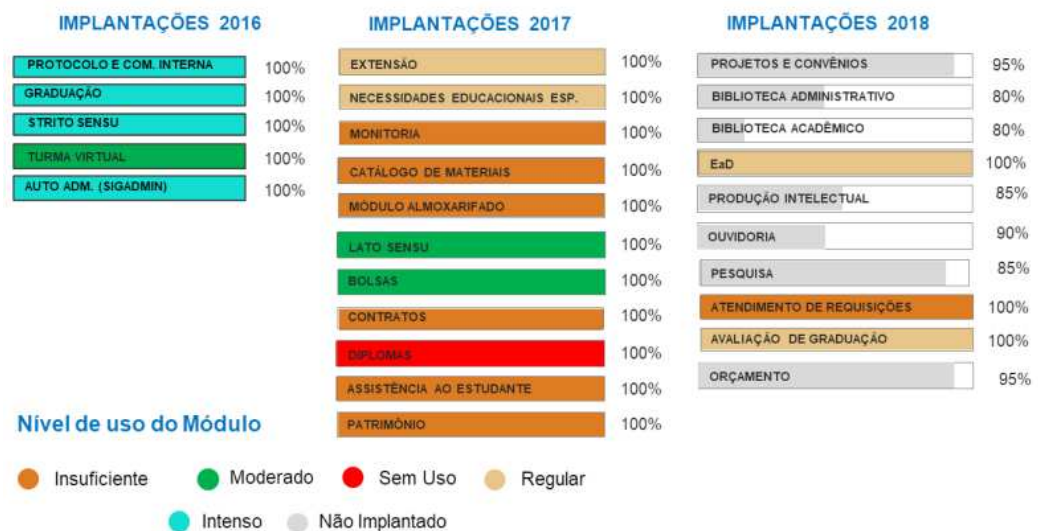 IMPLANTAÇÕES 2016
PROTOCOLO E COM. INTERNA 100%
GRADUAÇÃO 100%
STRITO SENSU 100%
TURMA VIRTUAL 100%
AUTO ADM. (SIGADMIN) 100%
IMPLANTAÇÕES 2017
EXTENSÃO 100%
NECESSIDADES EDUCACIONAIS ESP. 100%
MONITORIA 100%
CATÁLOGO DE MATERIAIS 100%
MÓDULO ALMOXARIFADO 100%
LATO SENSU 100%
BOLSAS 100%
CONTRATOS 100%
DIPLOMAS 100%
ASSISTÊNCIA AO ESTUDANTE 100%
PATRIMÔNIO 100%
IMPLANTAÇÕES 2018
PROJETOS E CONVÊNIOS 95%
BIBLIOTECA ADMINISTRATIVO 80%
BIBLIOTECA ACADÊMICO 80%
EaD 100%
PRODUÇÃO INTELECTUAL 85%
OUVIDORIA 90%
PESQUISA 85%
ATENDIMENTO DE REQUISIÇÕES 100%
AVALIAÇÃO DE GRADUAÇÃO 100%
ORÇAMENTO 95%
Nível de uso do Módulo
Insuficiente Moderado Sem Uso Regular
Intenso Não Implantado